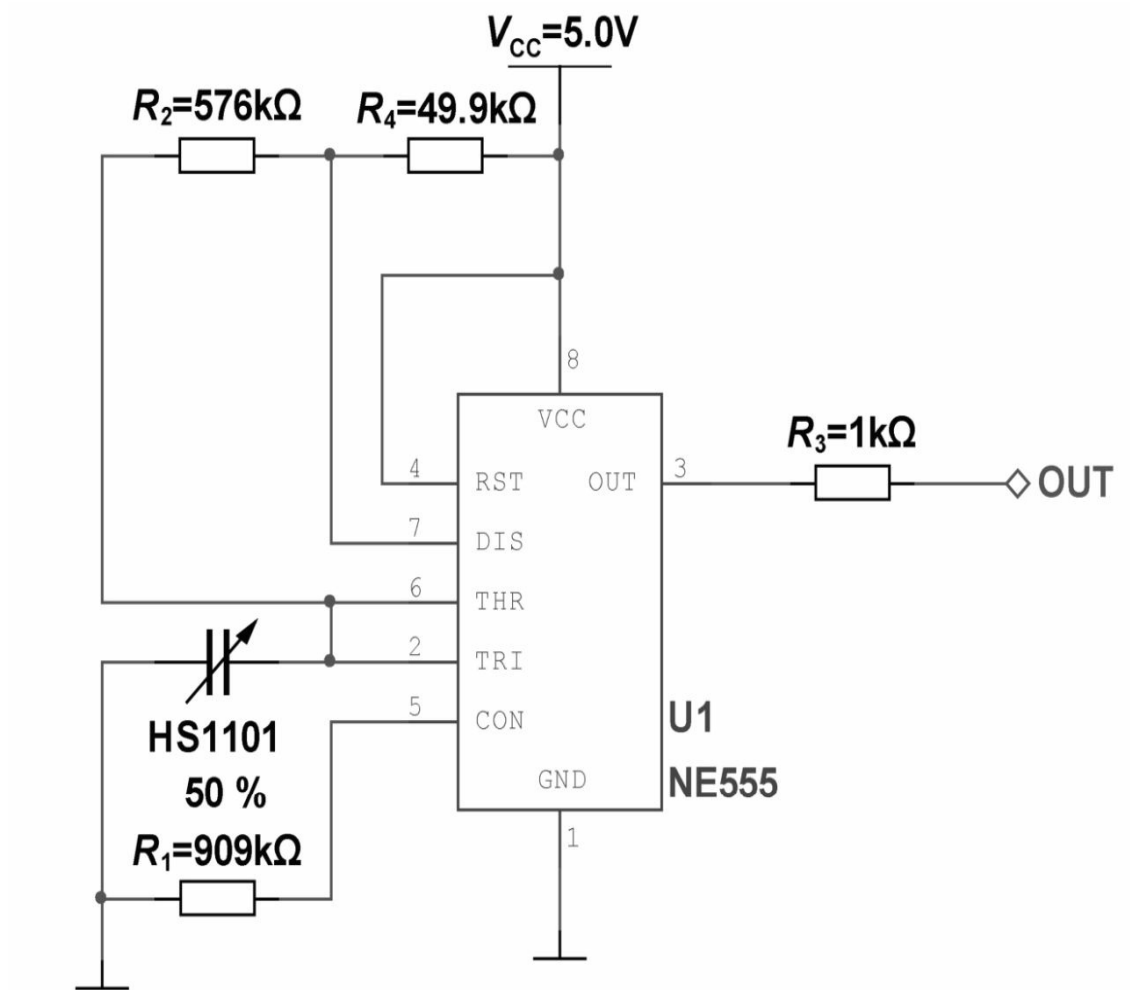 V_CC=5.0V
R₂=576kΩ
R₄=49.9kΩ
8
VCC
R₃=1kΩ
4
RST
OUT
3
OUT
7
DIS
6
THR
2
TRI
5
CON
HS1101
50 %
U1
GND
NE555
1
R₁=909kΩ